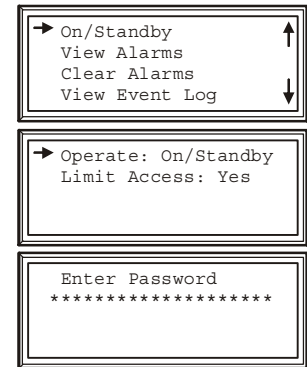 On/Standby
View Alarms
Clear Alarms
View Event Log
Operate: On/Standby
Limit Access: Yes
Enter Password
********************